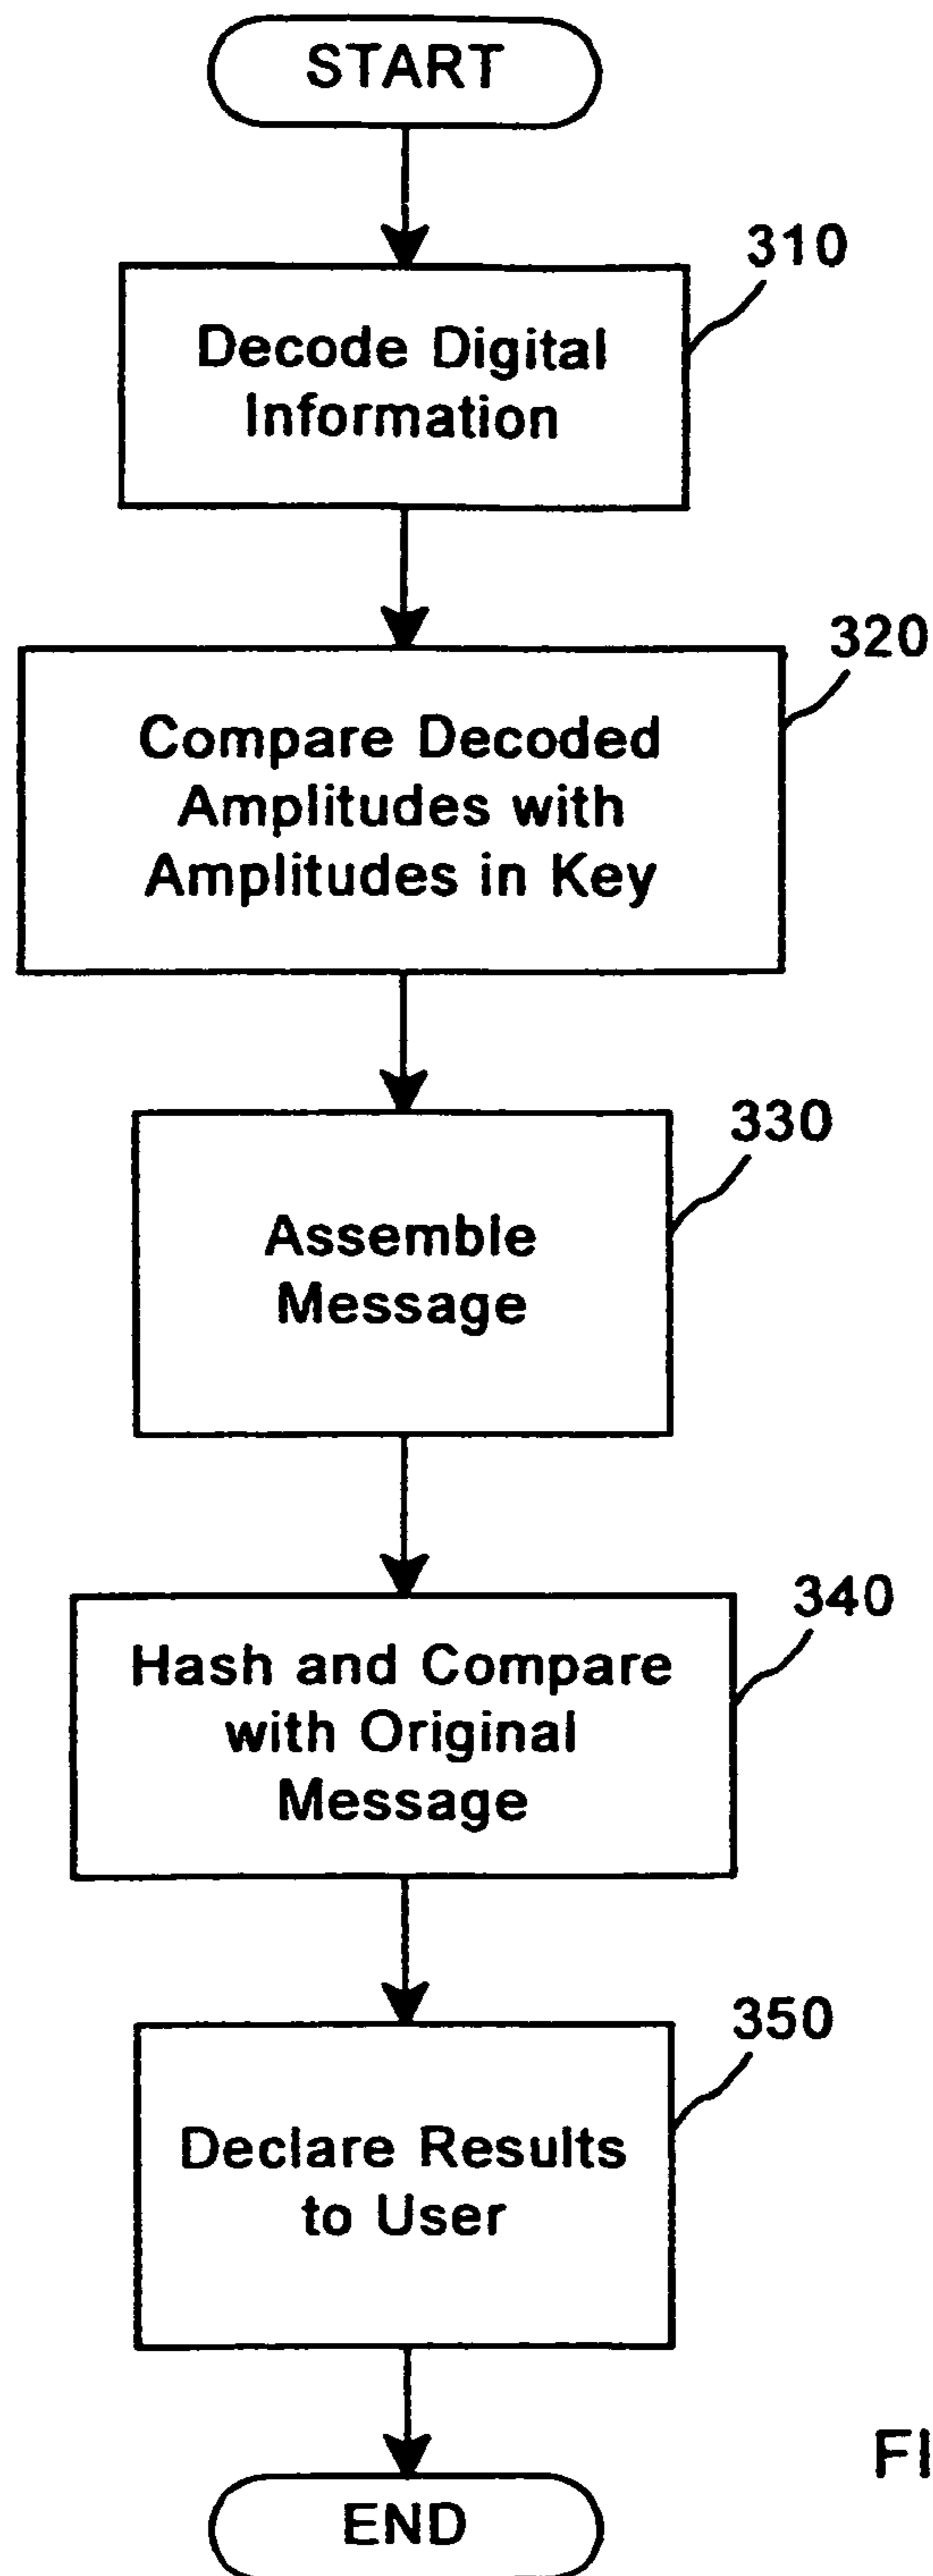 START
310
Decode Digital
Information
320
Compare Decoded
Amplitudes with
Amplitudes in Key
330
Assemble
Message
340
Hash and Compare
with Original
Message
350
Declare Results
to User
FI
END